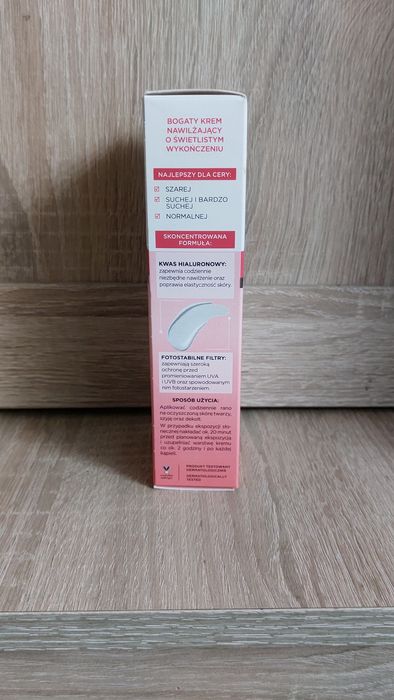 BOGATY KREM
NAWILŻAJĄCY
O ŚWIETLISTYM
WYKOŃCZENIU
NAJLEPSZY DLA CERY:
SZAREJ
SUCHEJ I BARDZO
SUCHEJ
NORMALNEJ
SKONCENTROWANA
FORMUŁA:
KWAS HIALURONOWY:
zapewnia codziennie
niezbędne nawilżenie oraz
poprawia elastyczność skóry.
FOTOSTABILNE FILTRY:
zapewniają szeroką
ochronę przed
promieniowaniem UVA
i UVB oraz spowodowanym
nim fotostarzeniem.
SPOSÓB UŻYCIA:
Aplikować codziennie rano
na oczyszczoną skórę twarzy,
szyję oraz dekolt.
W przypadku ekspozycji sło-
necznej nakładać ok. 20 minut
przed planowaną ekspozycją
i uzupełniać warstwę kremu
co ok. 2 godziny i po każdej
kąpieli.
PRODUKT TESTOWANY
DERMATOLOGICZNIE
DERMATOLOGICALLY
TESTED